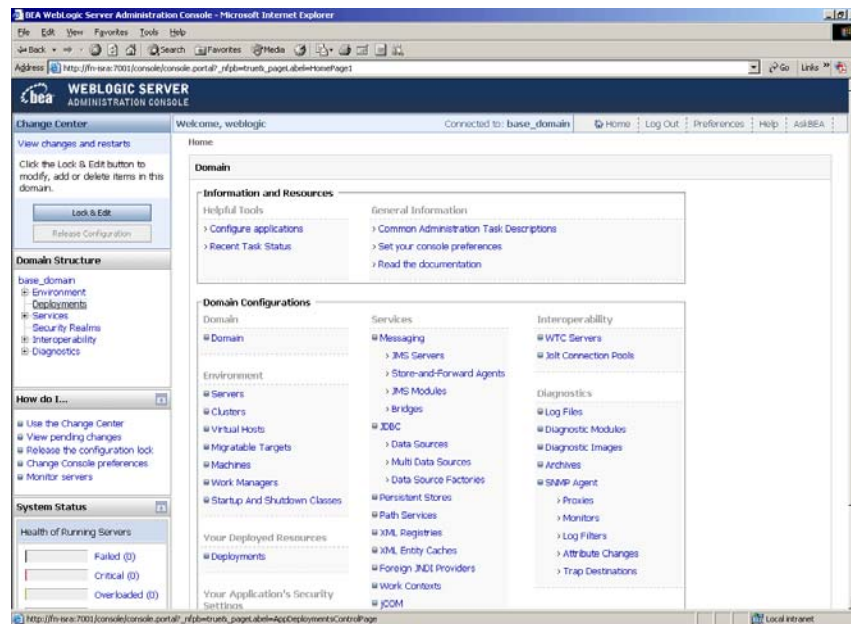 BEA WebLogic Server Administration Console - Microsoft Internet Explorer
File Edit View Favorites Tools Help
Back Search Favorites Media
Address http://fn-isra:7001/console/console.portal?_nfpb=true&_pageLabel=HomePage1 Go Links »
bea WEBLOGIC SERVER
ADMINISTRATION CONSOLE
Change Center
View changes and restarts
Click the Lock & Edit button to
modify, add or delete items in this
domain.
Lock & Edit
Release Configuration
Domain Structure
base_domain
Environment
Deployments
Services
Security Realms
Interoperability
Diagnostics
How do I...
Use the Change Center
View pending changes
Release the configuration lock
Change Console preferences
Monitor servers
System Status
Health of Running Servers
Failed (0)
Critical (0)
Overloaded (0)
Welcome, weblogic Connected to: base_domain Home Log Out Preferences Help AskBEA
Home
Domain
Information and Resources
Helpful Tools
› Configure applications
› Recent Task Status
General Information
› Common Administration Task Descriptions
› Set your console preferences
› Read the documentation
Domain Configurations
Domain
Domain
Environment
Servers
Clusters
Virtual Hosts
Migratable Targets
Machines
Work Managers
Startup And Shutdown Classes
Your Deployed Resources
Deployments
Your Application's Security
Settings
Services
Messaging
› JMS Servers
› Store-and-Forward Agents
› JMS Modules
› Bridges
JDBC
› Data Sources
› Multi Data Sources
› Data Source Factories
Persistent Stores
Path Services
XML Registries
XML Entity Caches
Foreign JNDI Providers
Work Contexts
jCOM
Interoperability
WTC Servers
Jolt Connection Pools
Diagnostics
Log Files
Diagnostic Modules
Diagnostic Images
Archives
SNMP Agent
› Proxies
› Monitors
› Log Filters
› Attribute Changes
› Trap Destinations
http://fn-isra:7001/console/console.portal?_nfpb=true&_pageLabel=AppDeploymentsControlPage Local intranet